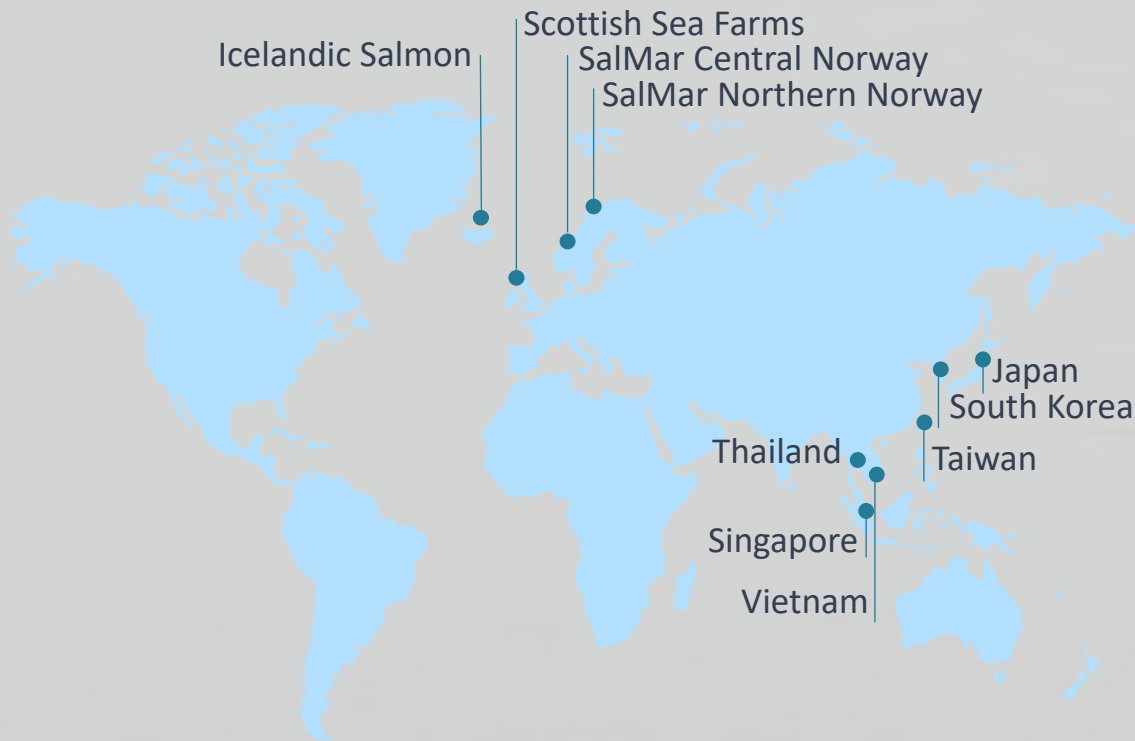 Scottish Sea Farms
Icelandic Salmon
SalMar Central Norway
SalMar Northern Norway
Japan
South Korea
Thailand
Taiwan
Singapore
Vietnam